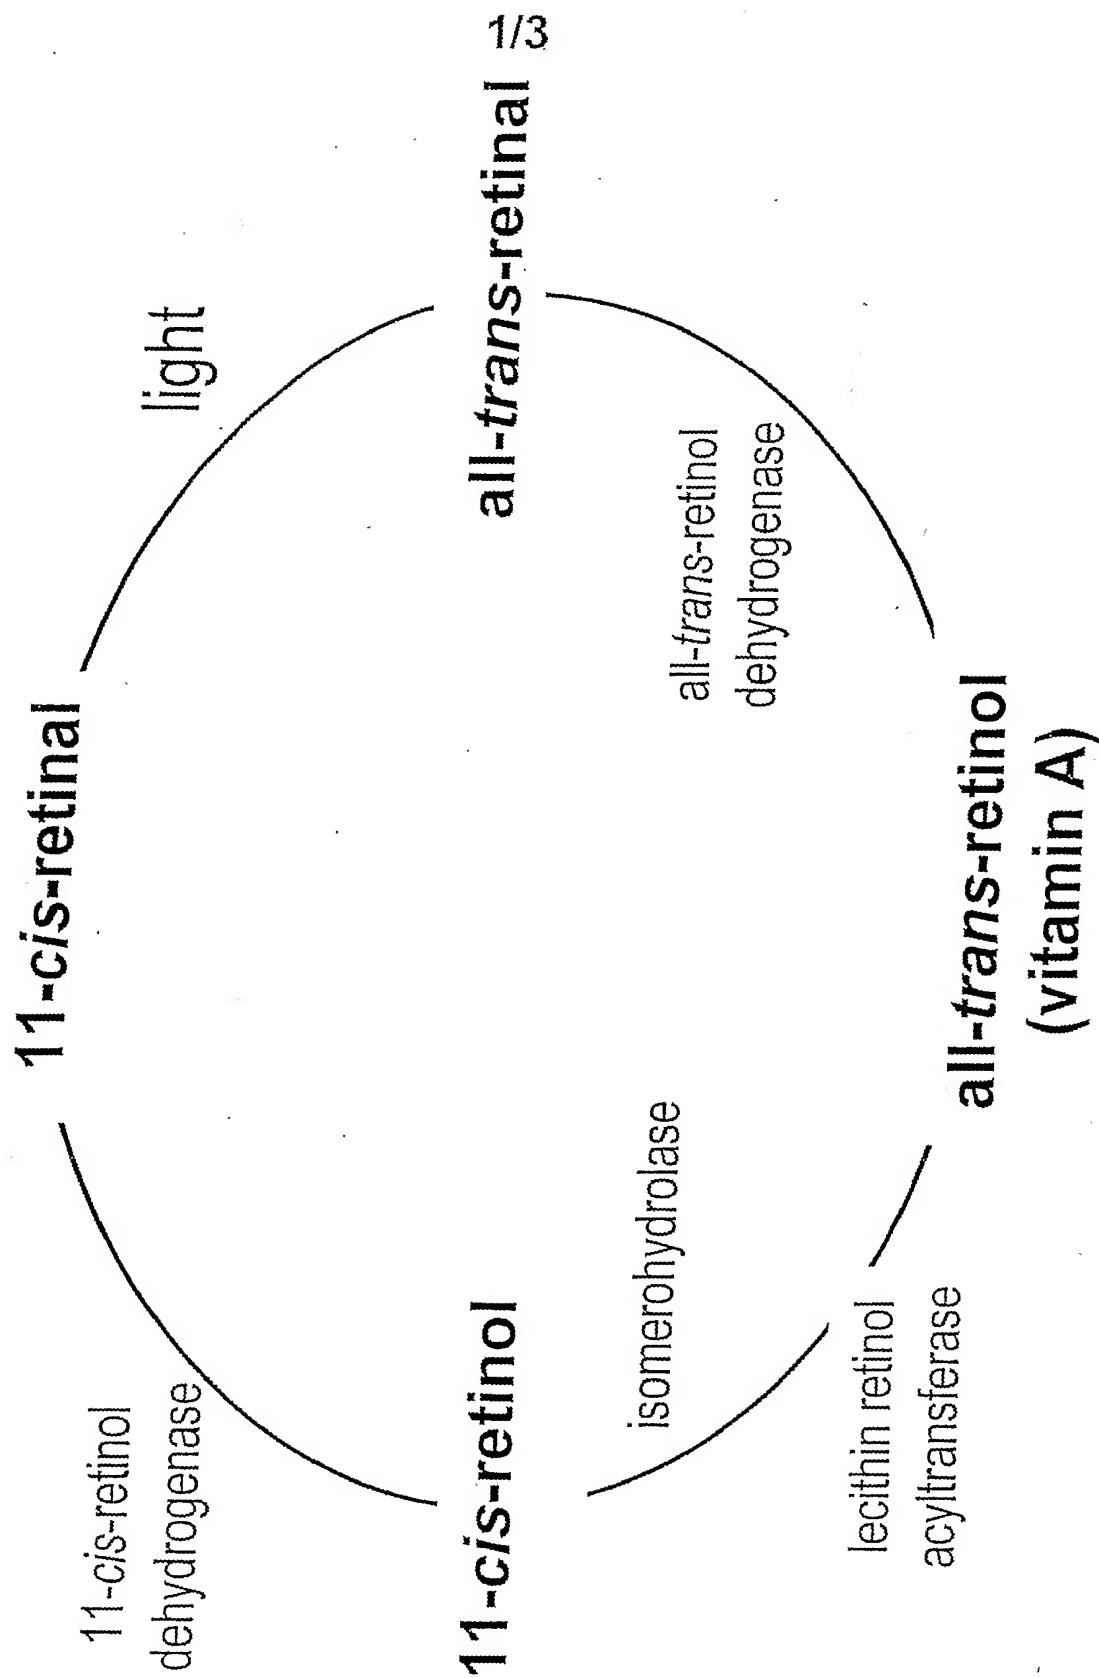 1/3
11-cis-retinal
light
all-trans-retinal
all-trans-retinol
dehydrogenase
all-trans-retinol
(vitamin A)
lecithin retinol
acyltransferase
isomerohydrolase
11-cis-retinol
11-cis-retinol
dehydrogenase